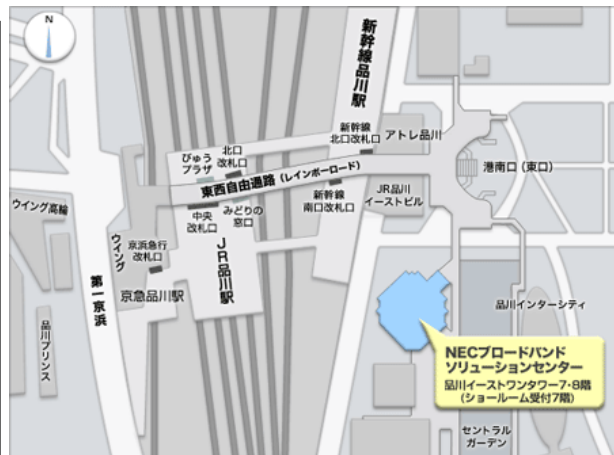 N
新幹線品川駅
新幹線
北口改札口
アトレ品川
北口
改札口
びゅう
プラザ
東西自由通路(レインボーロード)
港南口(東口)
新幹線
南口改札口
JR品川
イーストビル
中央
改札口
みどりの
窓口
ウイング高輪
ウイング
京浜急行
改札口
JR品川駅
京急品川駅
第一京浜
品川プリンス
品川インターシティ
NECブロードバンド
ソリューションセンター
品川イーストワンタワー7・8階
(ショールーム受付7階)
セントラル
ガーデン